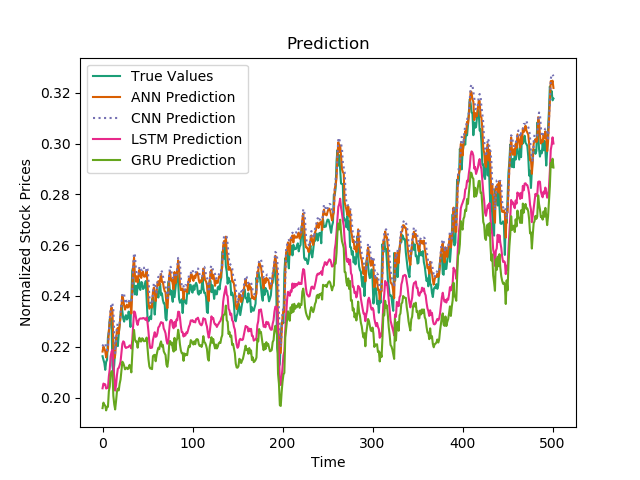 Prediction
True Values
ANN Prediction
CNN Prediction
LSTM Prediction
GRU Prediction
Normalized Stock Prices
0.32
0.30
0.28
0.26
0.24
0.22
0.20
0 100 200 300 400 500
Time